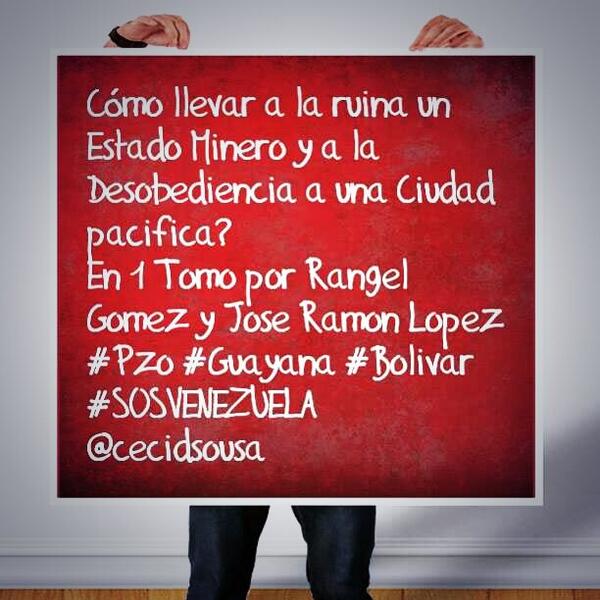 Cómo llevar a la ruina un
Estado Minero y a la
Desobediencia a una Ciudad
pacifica?
En 1 Tomo por Rangel
Gomez y Jose Ramon Lopez
#Pzo #Guayana #Bolivar
#SOSVENEZUELA
@cecidsousa